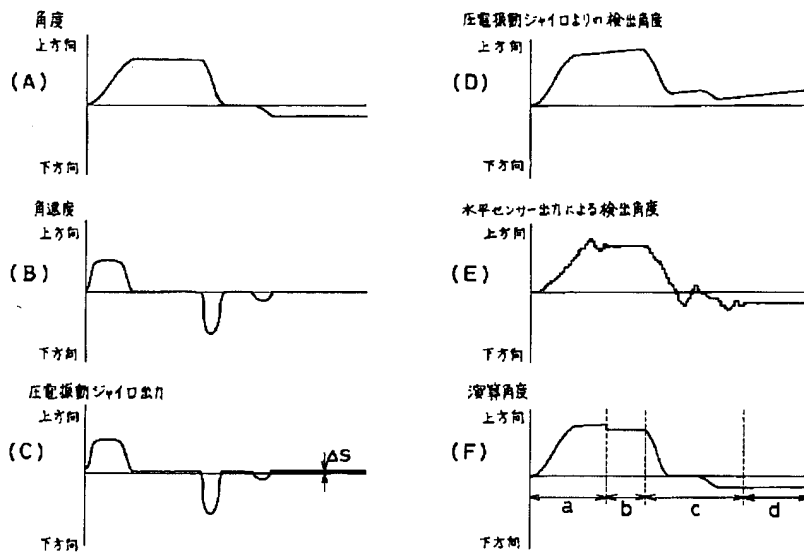 角度
上方向
(A)
下方向
角速度
上方向
(B)
下方向
圧電振動ジャイロ出力
上方向
(C)
ΔS
下方向
圧電振動ジャイロよりの検出角度
上方向
(D)
下方向
水平センサー出力による検出角度
上方向
(E)
下方向
演算角度
上方向
(F)
a b c d
下方向